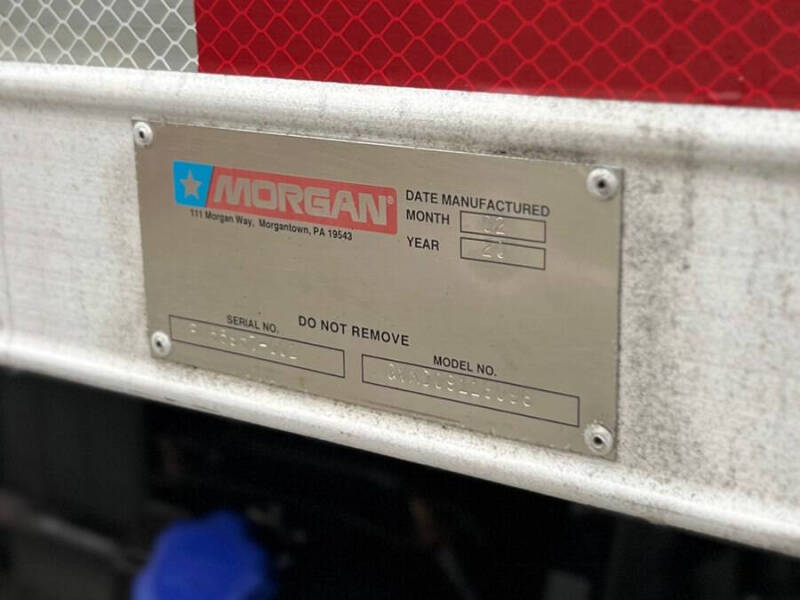 MORGAN®
111 Morgan Way, Morgantown, PA 19543
DATE MANUFACTURED
MONTH 02
YEAR
DO NOT REMOVE
SERIAL NO.
MODEL NO.